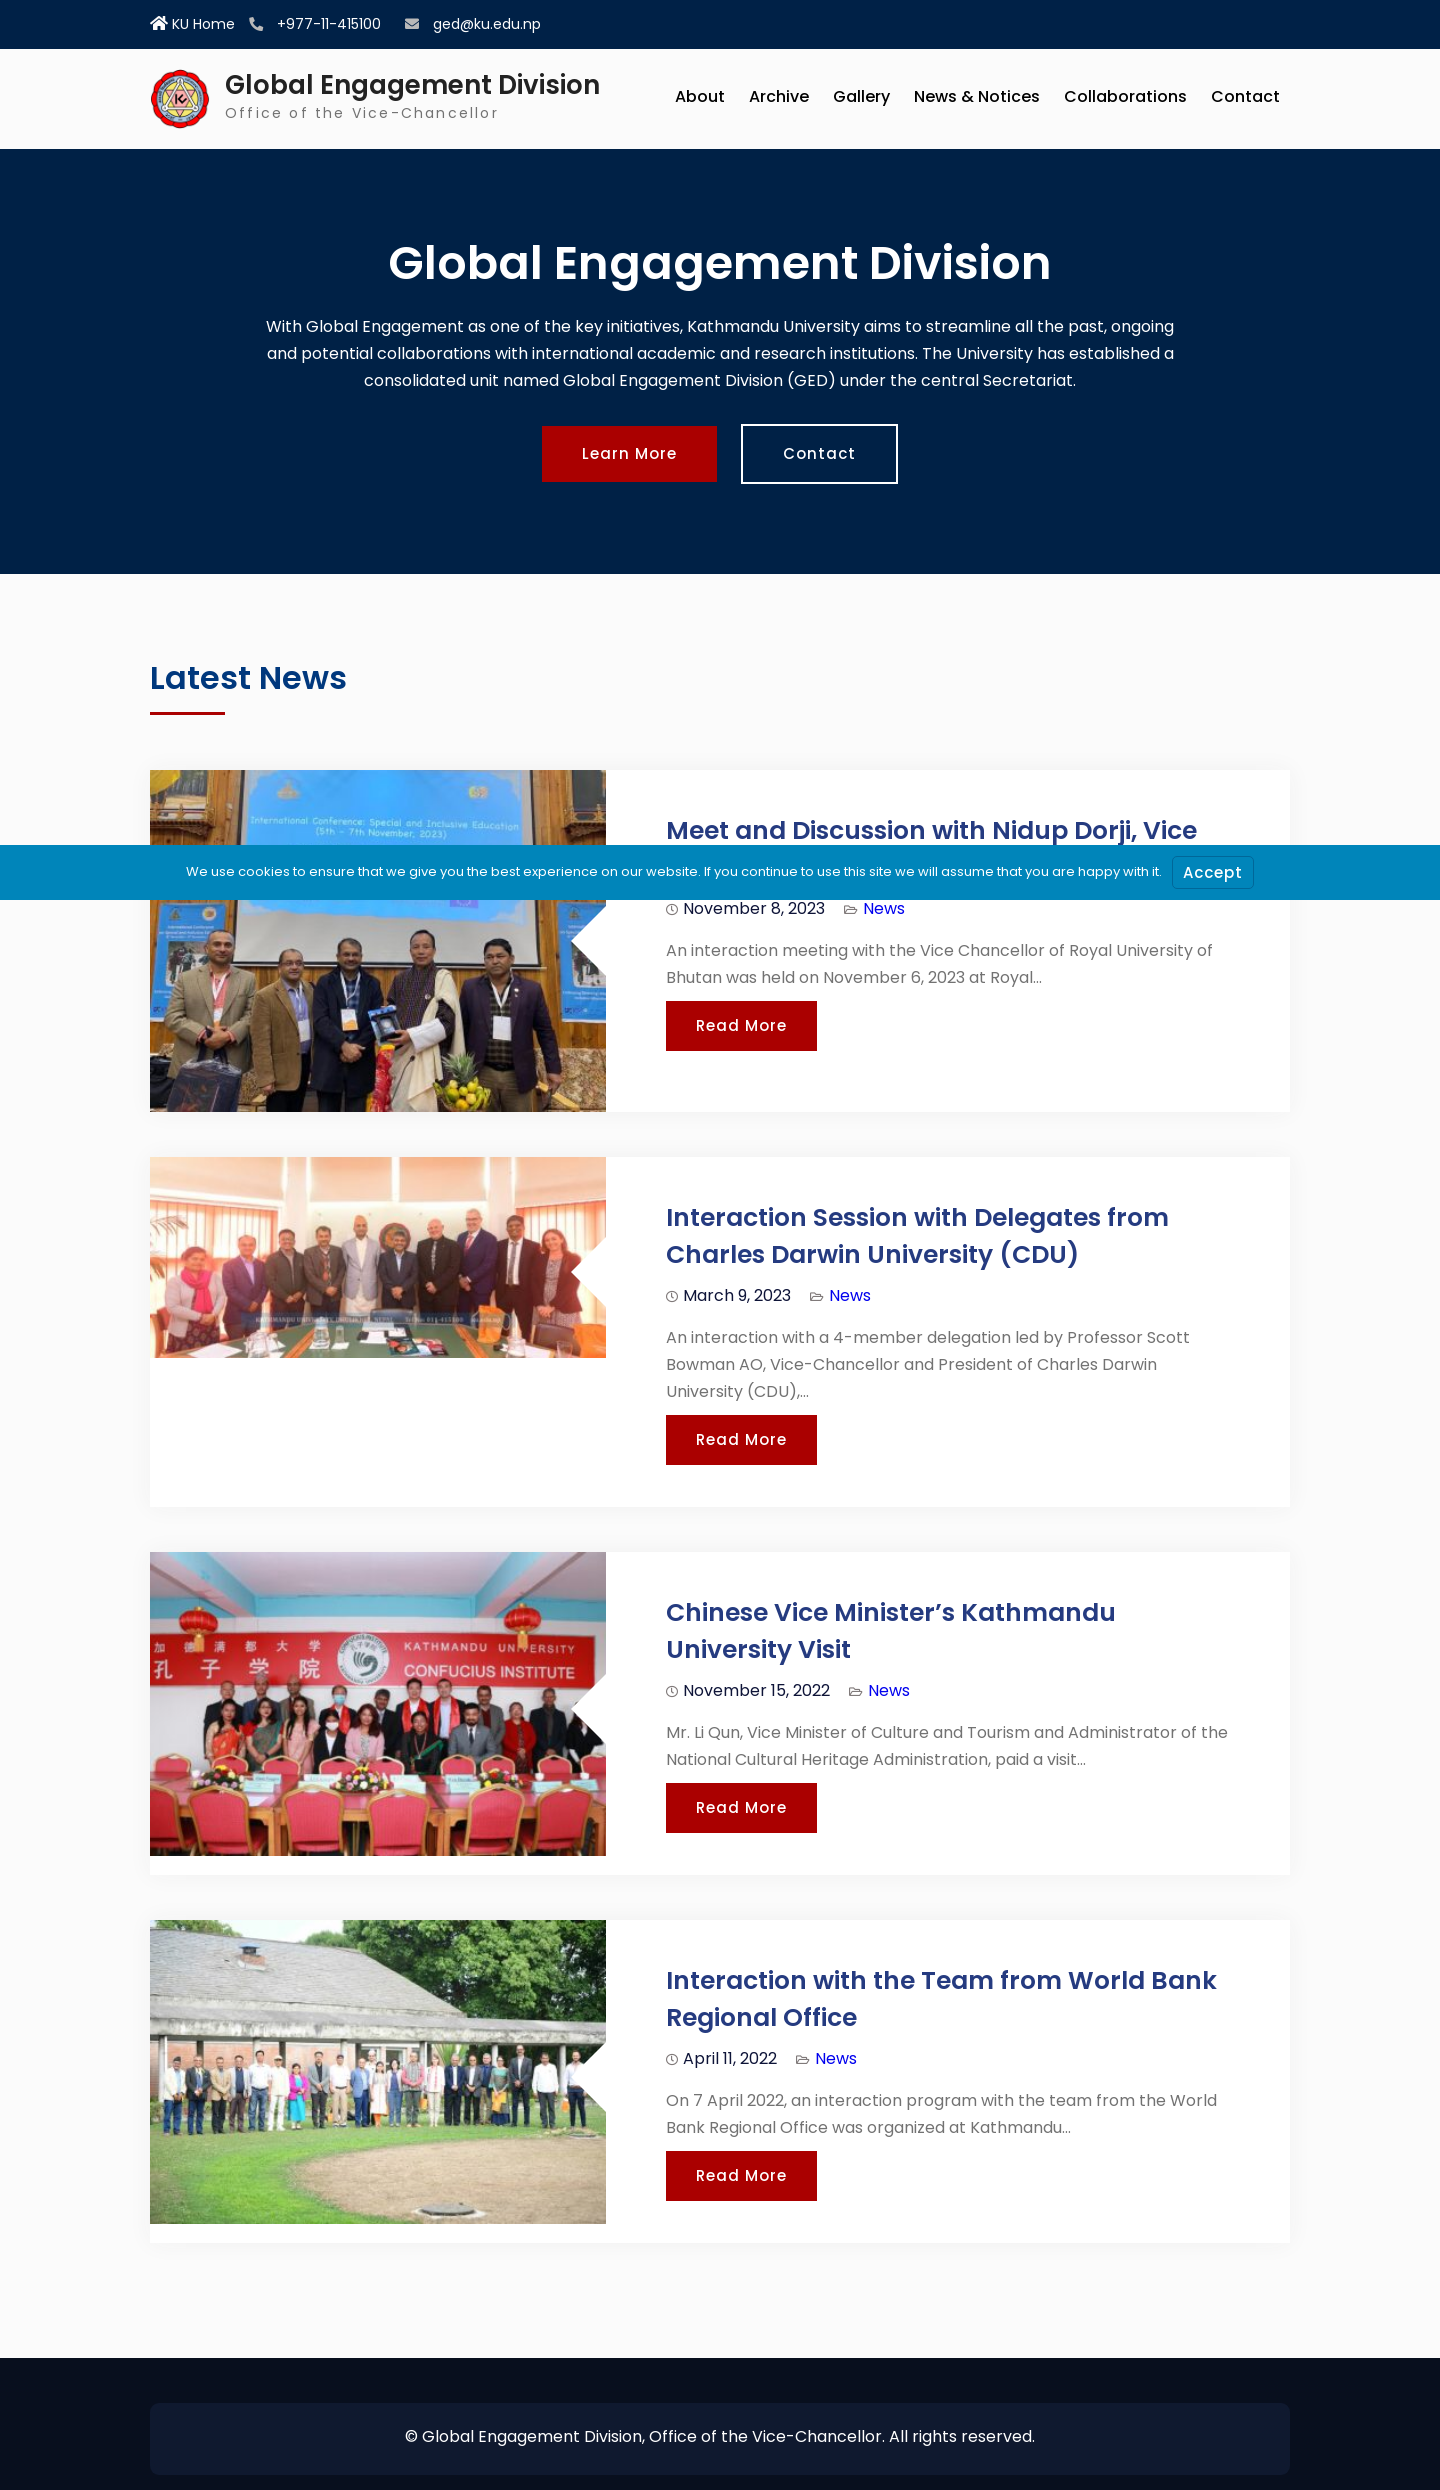 KU Home +977-11-415100 ged@ku.edu.np
Global Engagement Division
Office of the Vice-Chancellor
About Archive Gallery News & Notices Collaborations Contact
Global Engagement Division
With Global Engagement as one of the key initiatives, Kathmandu University aims to streamline all the past, ongoing
and potential collaborations with international academic and research institutions. The University has established a
consolidated unit named Global Engagement Division (GED) under the central Secretariat.
Learn More Contact
Latest News
International Conference: Special and Inclusive Education
(5th - 7th November, 2023)
Meet and Discussion with Nidup Dorji, Vice
We use cookies to ensure that we give you the best experience on our website. If you continue to use this site we will assume that you are happy with it. Accept
November 8, 2023 News
An interaction meeting with the Vice Chancellor of Royal University of
Bhutan was held on November 6, 2023 at Royal...
Read More
Interaction Session with Delegates from
Charles Darwin University (CDU)
March 9, 2023 News
An interaction with a 4-member delegation led by Professor Scott
Bowman AO, Vice-Chancellor and President of Charles Darwin
University (CDU),...
Read More
加德满都大学 KATHMANDU UNIVERSITY
孔子学院 CONFUCIUS INSTITUTE
Chinese Vice Minister’s Kathmandu
University Visit
November 15, 2022 News
Mr. Li Qun, Vice Minister of Culture and Tourism and Administrator of the
National Cultural Heritage Administration, paid a visit...
Read More
Interaction with the Team from World Bank
Regional Office
April 11, 2022 News
On 7 April 2022, an interaction program with the team from the World
Bank Regional Office was organized at Kathmandu...
Read More
© Global Engagement Division, Office of the Vice-Chancellor. All rights reserved.